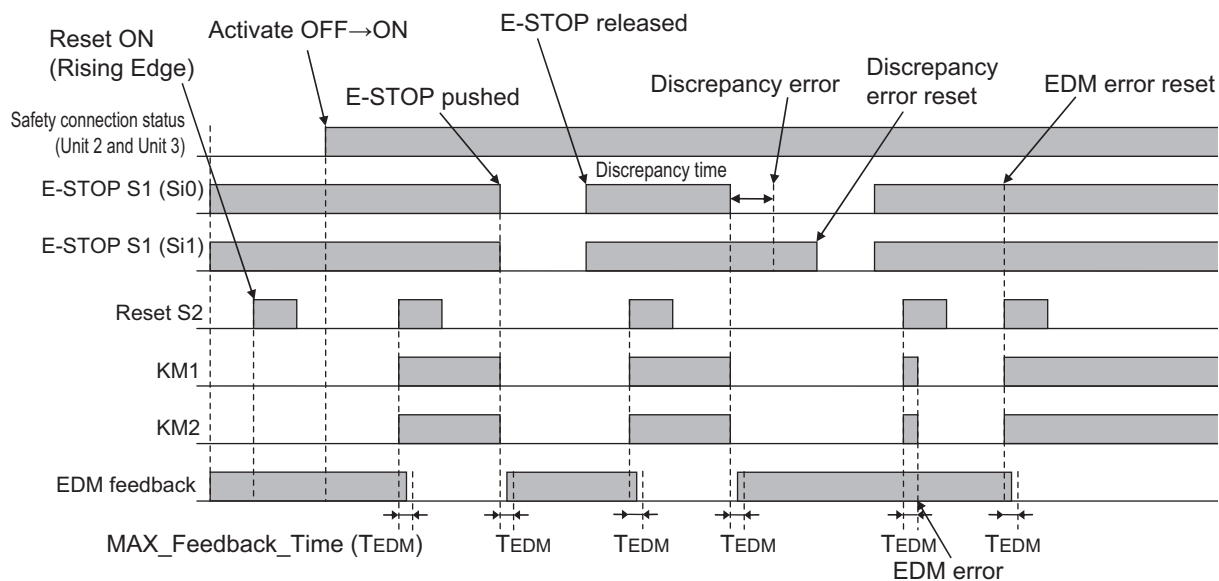 Reset ON
(Rising Edge)
Activate OFF→ON
E-STOP released
E-STOP pushed
Discrepancy error
Discrepancy
error reset
EDM error reset
Safety connection status
(Unit 2 and Unit 3)
Discrepancy time
E-STOP S1 (Si0)
E-STOP S1 (Si1)
Reset S2
KM1
KM2
EDM feedback
MAX_Feedback_Time (TEDM) TEDM TEDM TEDM TEDM TEDM
EDM error